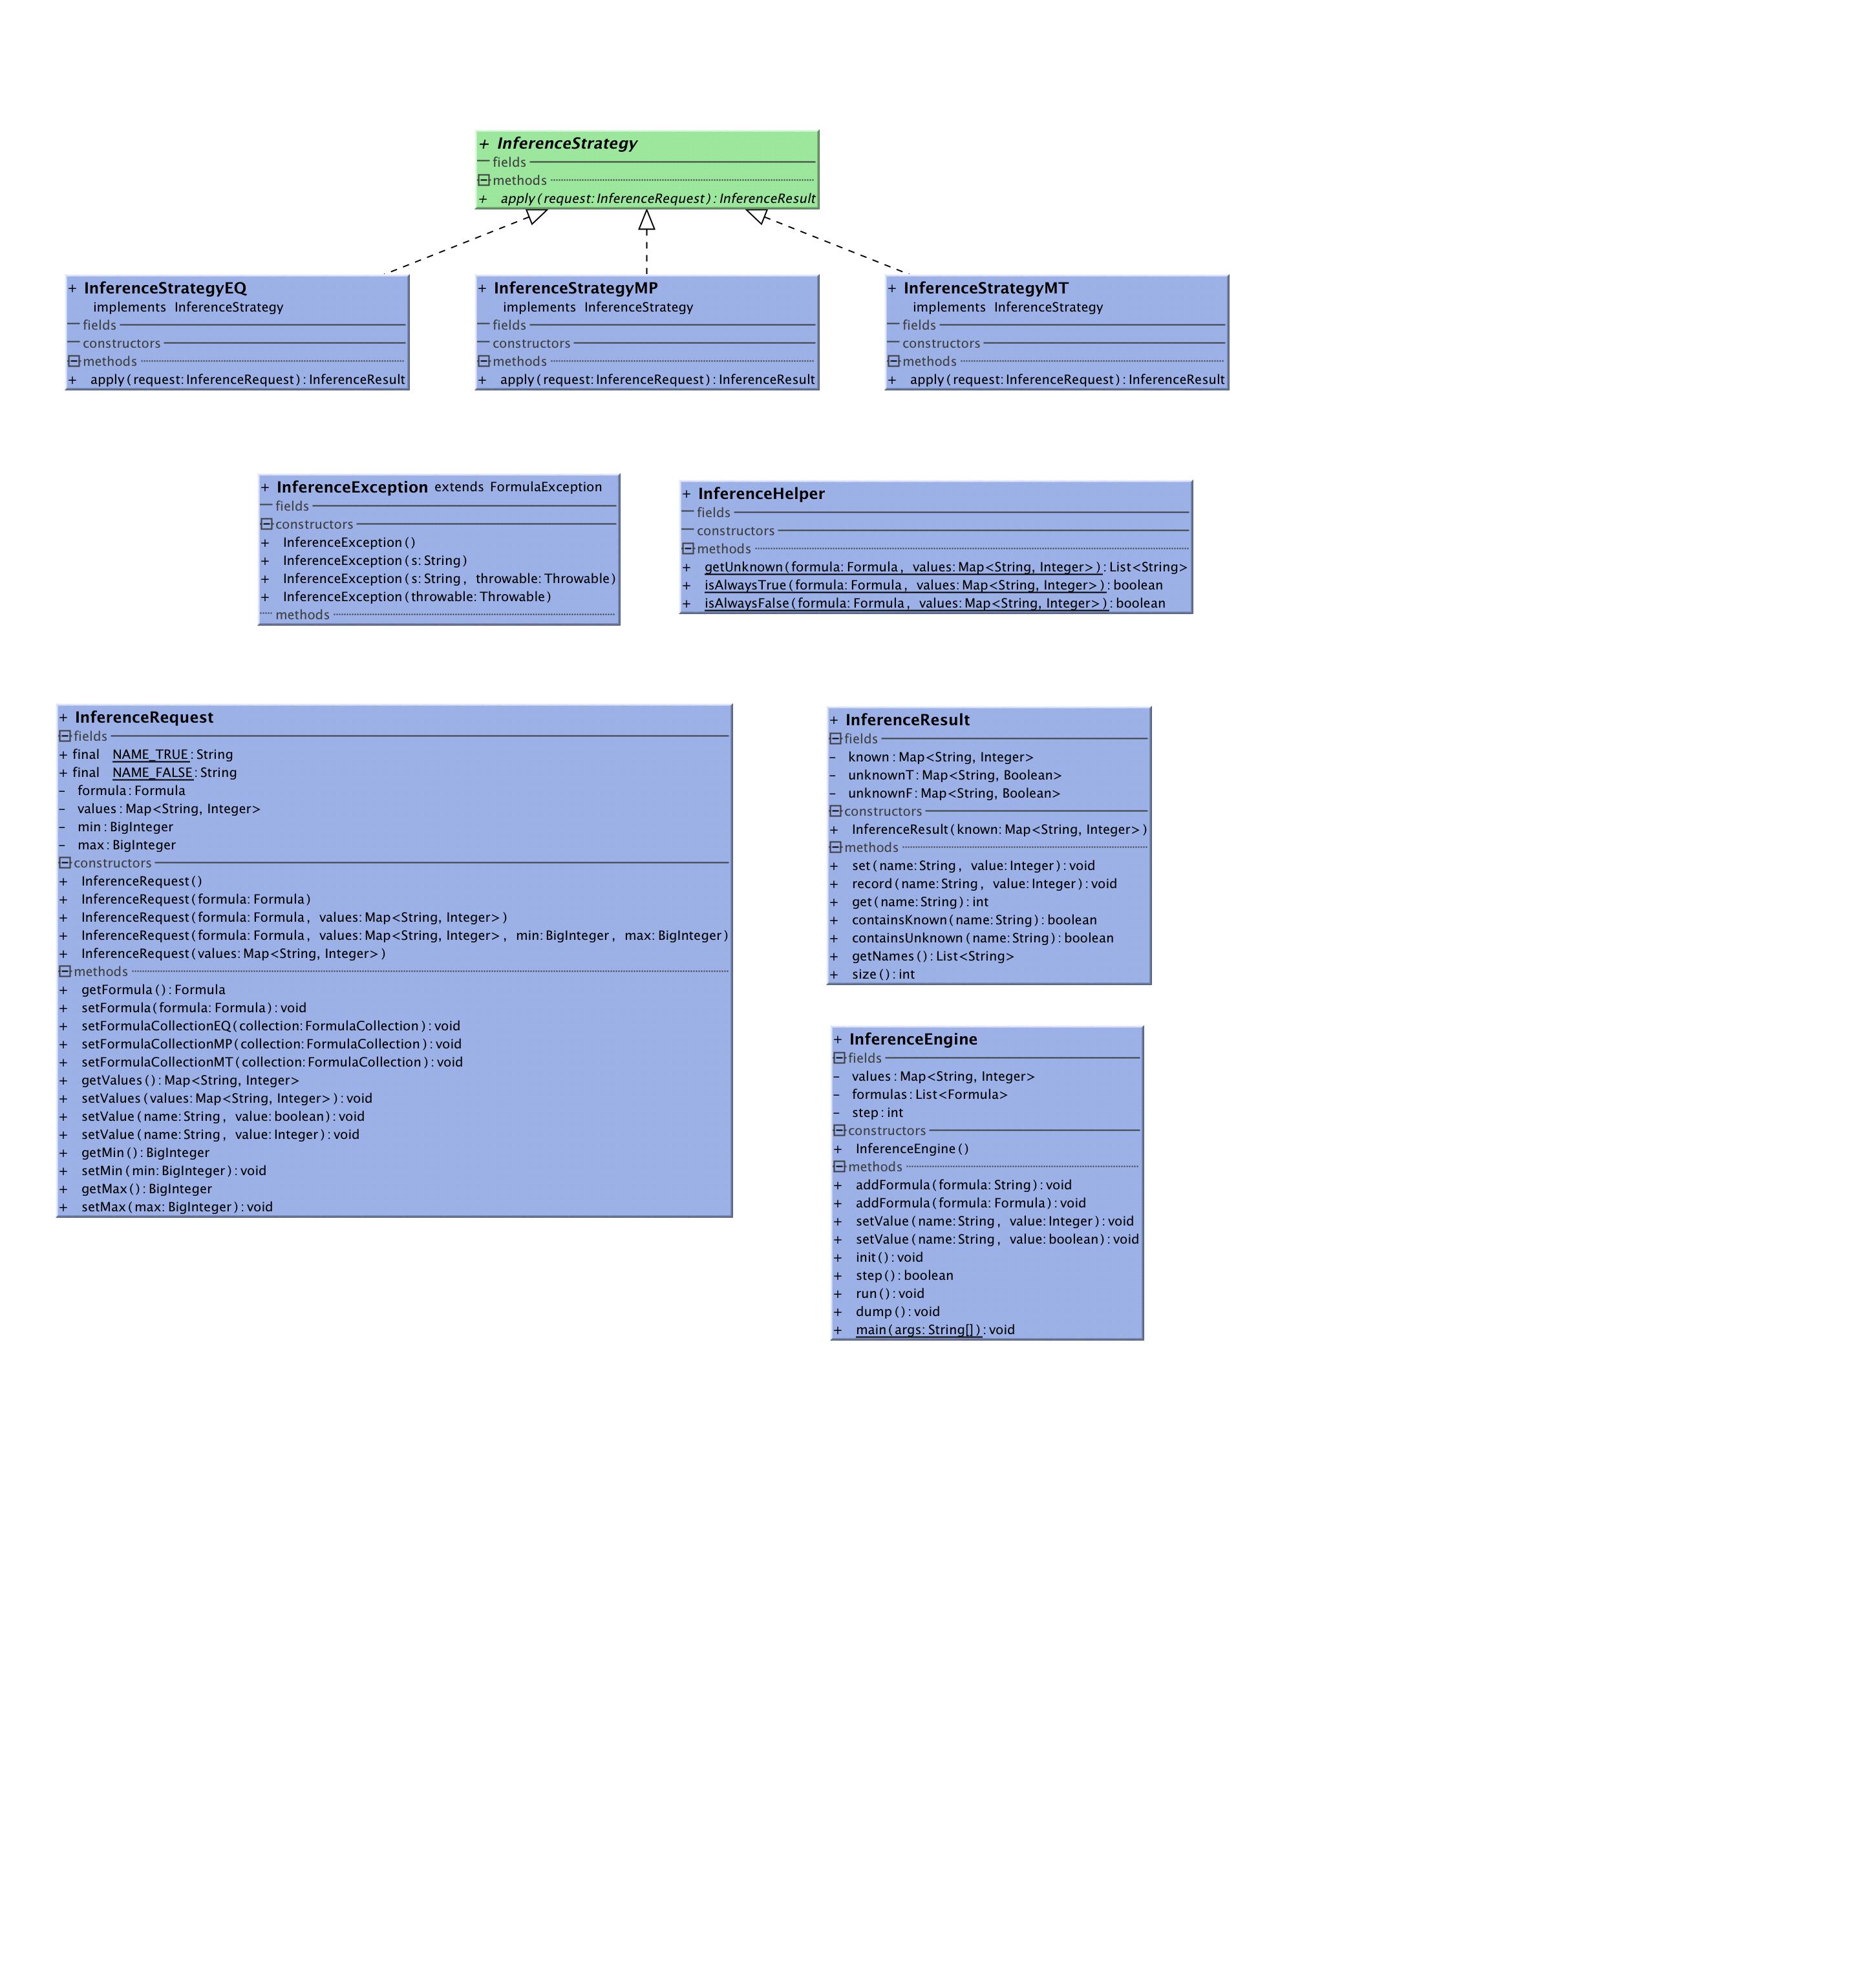 + InferenceStrategy
fields
methods
+ apply(request:InferenceRequest):InferenceResult
+ InferenceStrategyEQ
implements InferenceStrategy
fields
constructors
methods
+ apply(request:InferenceRequest):InferenceResult
+ InferenceStrategyMP
implements InferenceStrategy
fields
constructors
methods
+ apply(request:InferenceRequest):InferenceResult
+ InferenceStrategyMT
implements InferenceStrategy
fields
constructors
methods
+ apply(request:InferenceRequest):InferenceResult
+ InferenceException extends FormulaException
fields
constructors
+ InferenceException()
+ InferenceException(s:String)
+ InferenceException(s:String, throwable:Throwable)
+ InferenceException(throwable:Throwable)
methods
+ InferenceHelper
fields
constructors
methods
+ getUnknown(formula:Formula, values:Map<String, Integer>):List<String>
+ isAlwaysTrue(formula:Formula, values:Map<String, Integer>):boolean
+ isAlwaysFalse(formula:Formula, values:Map<String, Integer>):boolean
+ InferenceRequest
fields
+ final NAME_TRUE:String
+ final NAME_FALSE:String
- formula:Formula
- values:Map<String, Integer>
- min:BigInteger
- max:BigInteger
constructors
+ InferenceRequest()
+ InferenceRequest(formula:Formula)
+ InferenceRequest(formula:Formula, values:Map<String, Integer>)
+ InferenceRequest(formula:Formula, values:Map<String, Integer>, min:BigInteger, max:BigInteger)
+ InferenceRequest(values:Map<String, Integer>)
methods
+ getFormula():Formula
+ setFormula(formula:Formula):void
+ setFormulaCollectionEQ(collection:FormulaCollection):void
+ setFormulaCollectionMP(collection:FormulaCollection):void
+ setFormulaCollectionMT(collection:FormulaCollection):void
+ getValues():Map<String, Integer>
+ setValues(values:Map<String, Integer>):void
+ setValue(name:String, value:boolean):void
+ setValue(name:String, value:Integer):void
+ getMin():BigInteger
+ setMin(min:BigInteger):void
+ getMax():BigInteger
+ setMax(max:BigInteger):void
+ InferenceResult
fields
- known:Map<String, Integer>
- unknownT:Map<String, Boolean>
- unknownF:Map<String, Boolean>
constructors
+ InferenceResult(known:Map<String, Integer>)
methods
+ set(name:String, value:Integer):void
+ record(name:String, value:Integer):void
+ get(name:String):int
+ containsKnown(name:String):boolean
+ containsUnknown(name:String):boolean
+ getNames():List<String>
+ size():int
+ InferenceEngine
fields
- values:Map<String, Integer>
- formulas:List<Formula>
- step:int
constructors
+ InferenceEngine()
methods
+ addFormula(formula:String):void
+ addFormula(formula:Formula):void
+ setValue(name:String, value:Integer):void
+ setValue(name:String, value:boolean):void
+ init():void
+ step():boolean
+ run():void
+ dump():void
+ main(args:String[]):void